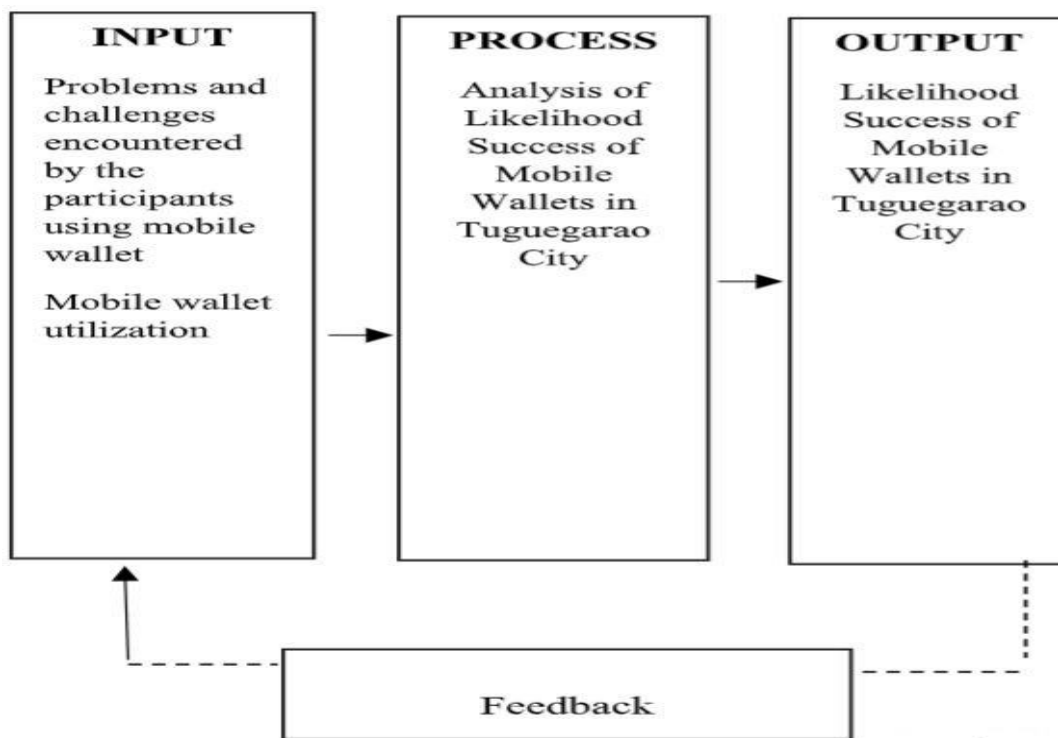 INPUT
Problems and
challenges
encountered
by the
participants
using mobile
wallet
Mobile wallet
utilization
PROCESS
Analysis of
Likelihood
Success of
Mobile
Wallets in
Tuguegarao
City
OUTPUT
Likelihood
Success of
Mobile
Wallets in
Tuguegarao
City
Feedback